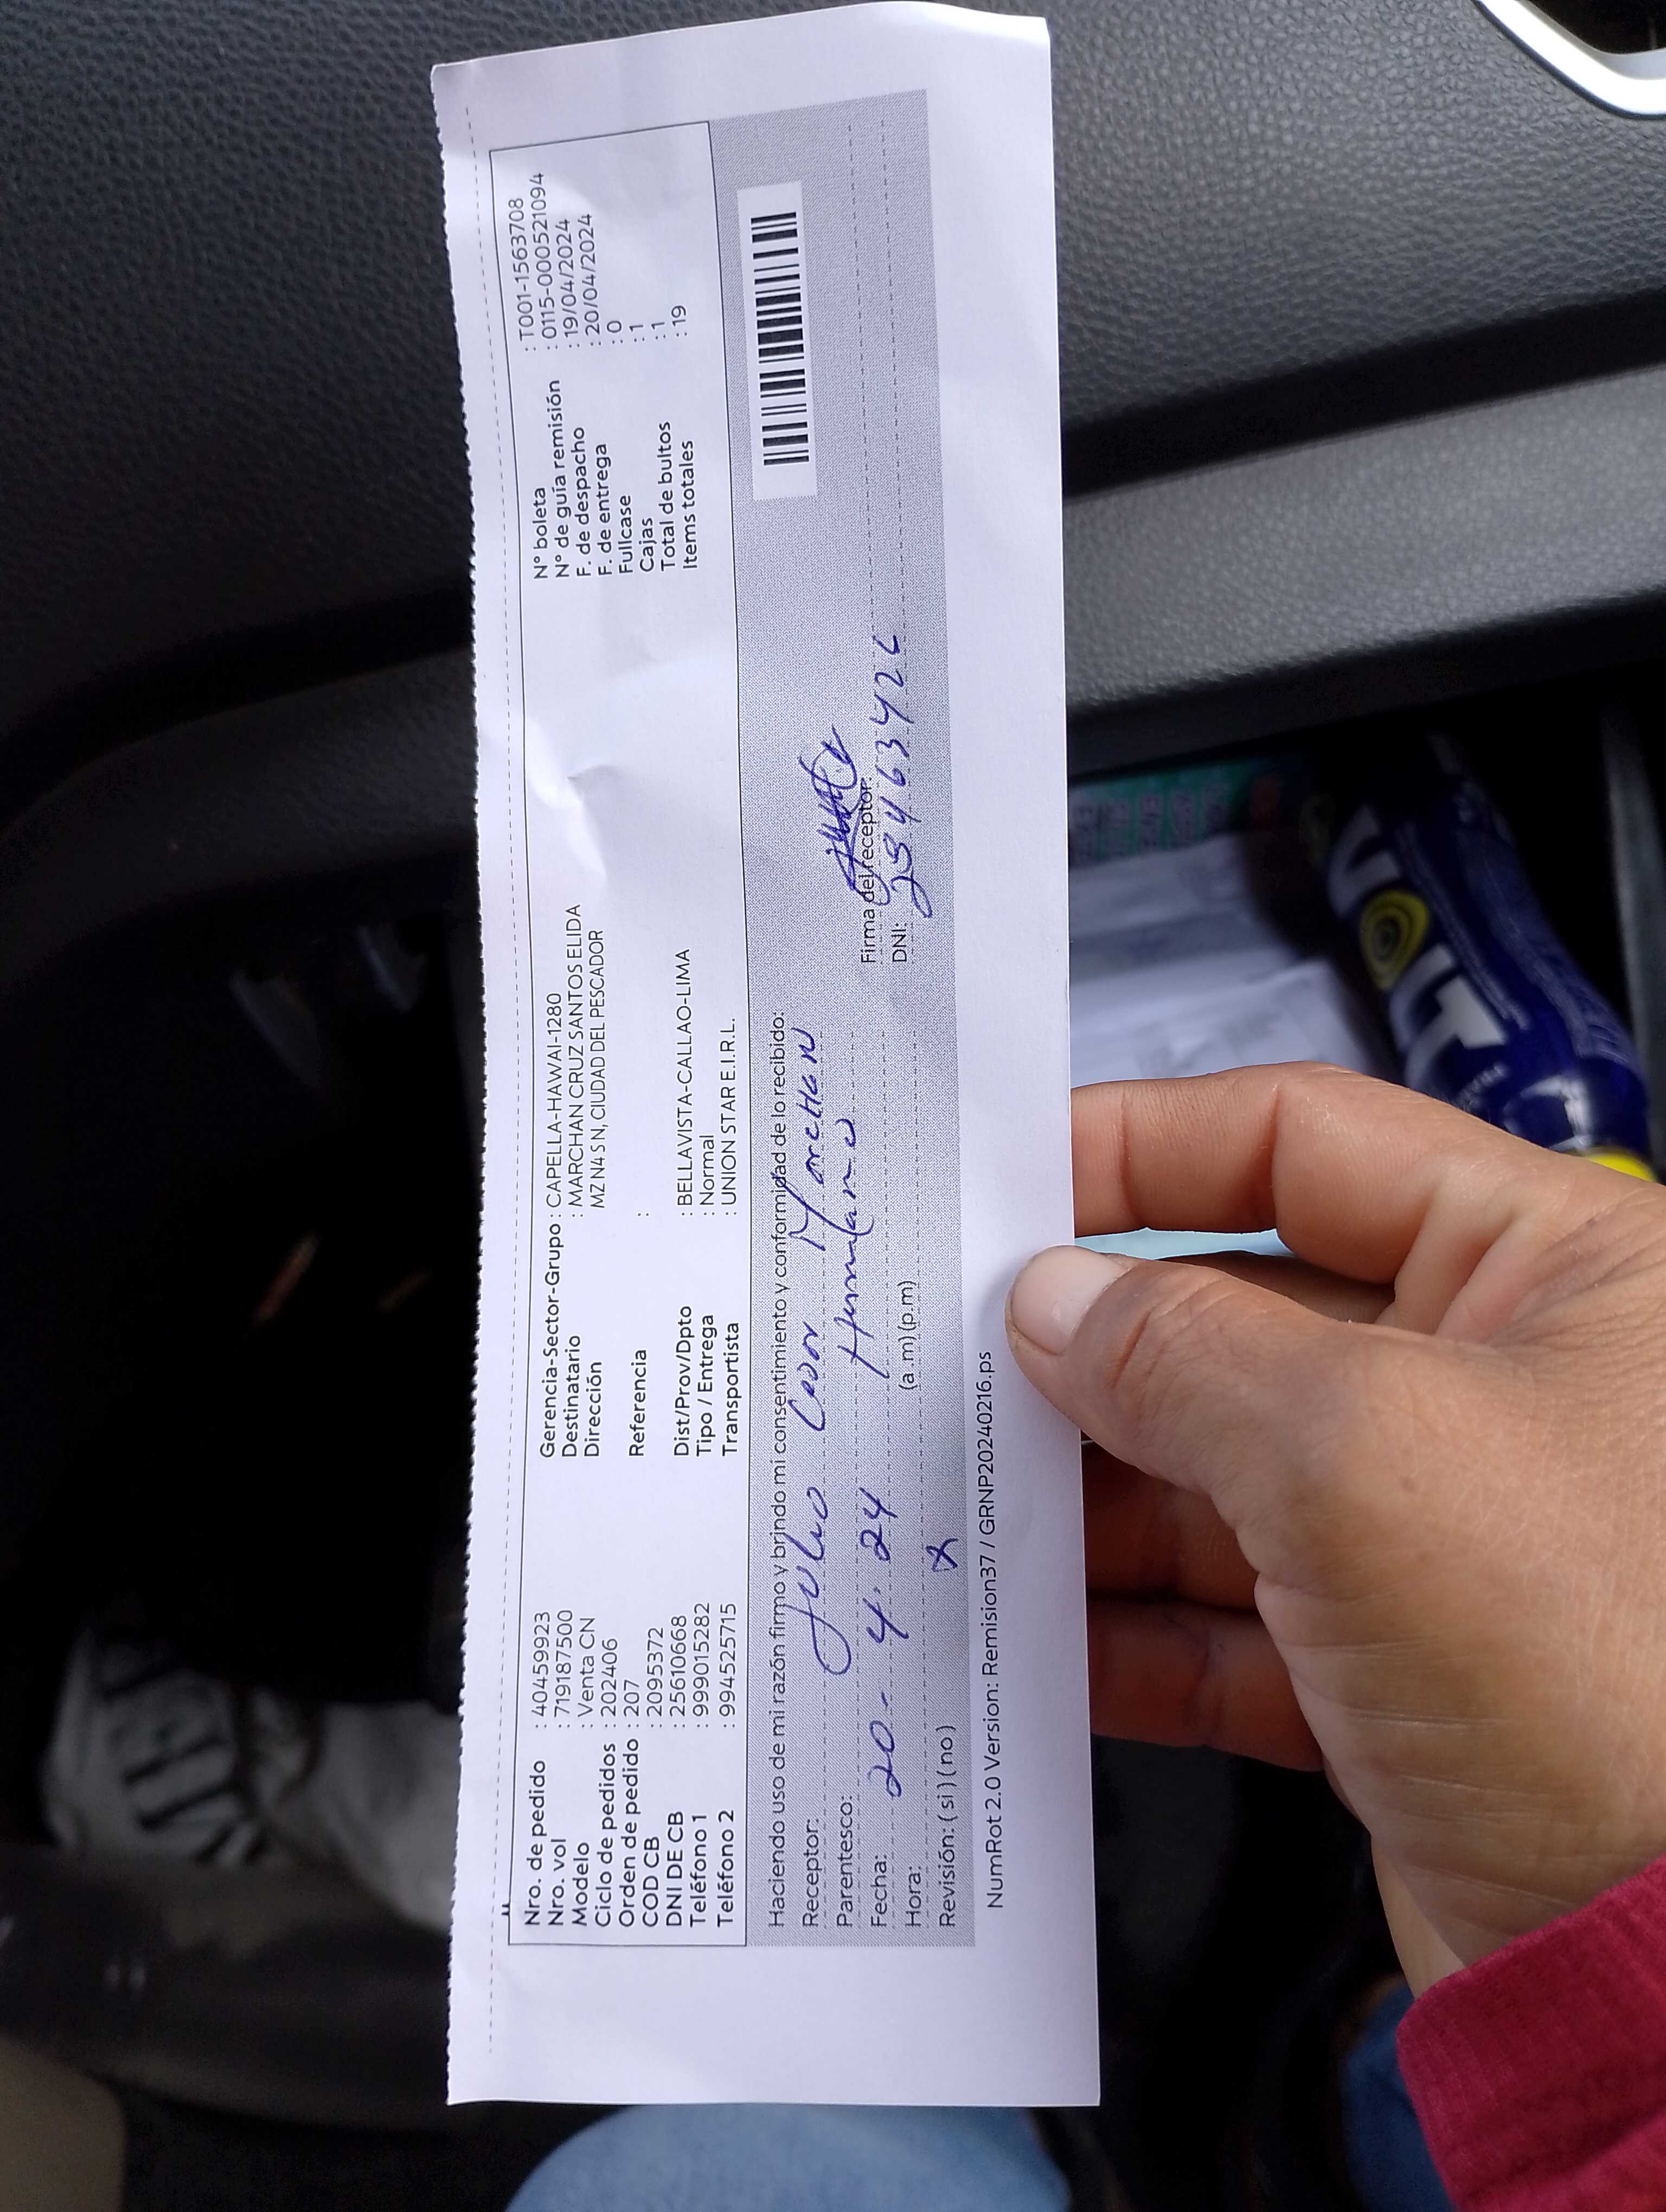 Nro. de pedido : 40459923
Nro. vol : 719187500
Modelo : Venta CN
Ciclo de pedidos : 202406
Orden de pedido : 207
COD CB : 2095372
DNI DE CB : 25610668
Teléfono 1 : 999015282
Teléfono 2 : 994525715
Gerencia-Sector-Grupo : CAPELLA-HAWAI-1280
Destinatario : MARCHAN CRUZ SANTOS ELIDA
Dirección MZ N4 S N, CIUDAD DEL PESCADOR
Referencia :
Dist/Prov/Dpto : BELLAVISTA-CALLAO-LIMA
Tipo / Entrega : Normal
Transportista : UNION STAR E.I.R.L.
N° boleta : T001-1563708
N° de guía remisión : 0115-0000521094
F. de despacho : 19/04/2024
F. de entrega : 20/04/2024
Fullcase : 0
Cajas : 1
Total de bultos : 1
Items totales : 19
Haciendo uso de mi razón firmo y brindo mi consentimiento y conformidad de lo recibido:
Receptor: Julio Cesar Marchan
Parentesco: Hermano
Fecha: 20 - 4. 24
Hora: (a.m)(p.m)
Revisión: ( si ) ( no ) X
Firma del receptor:
DNI:
NumRot 2.0 Version: Remision37 / GRNP20240216.ps
VOLT